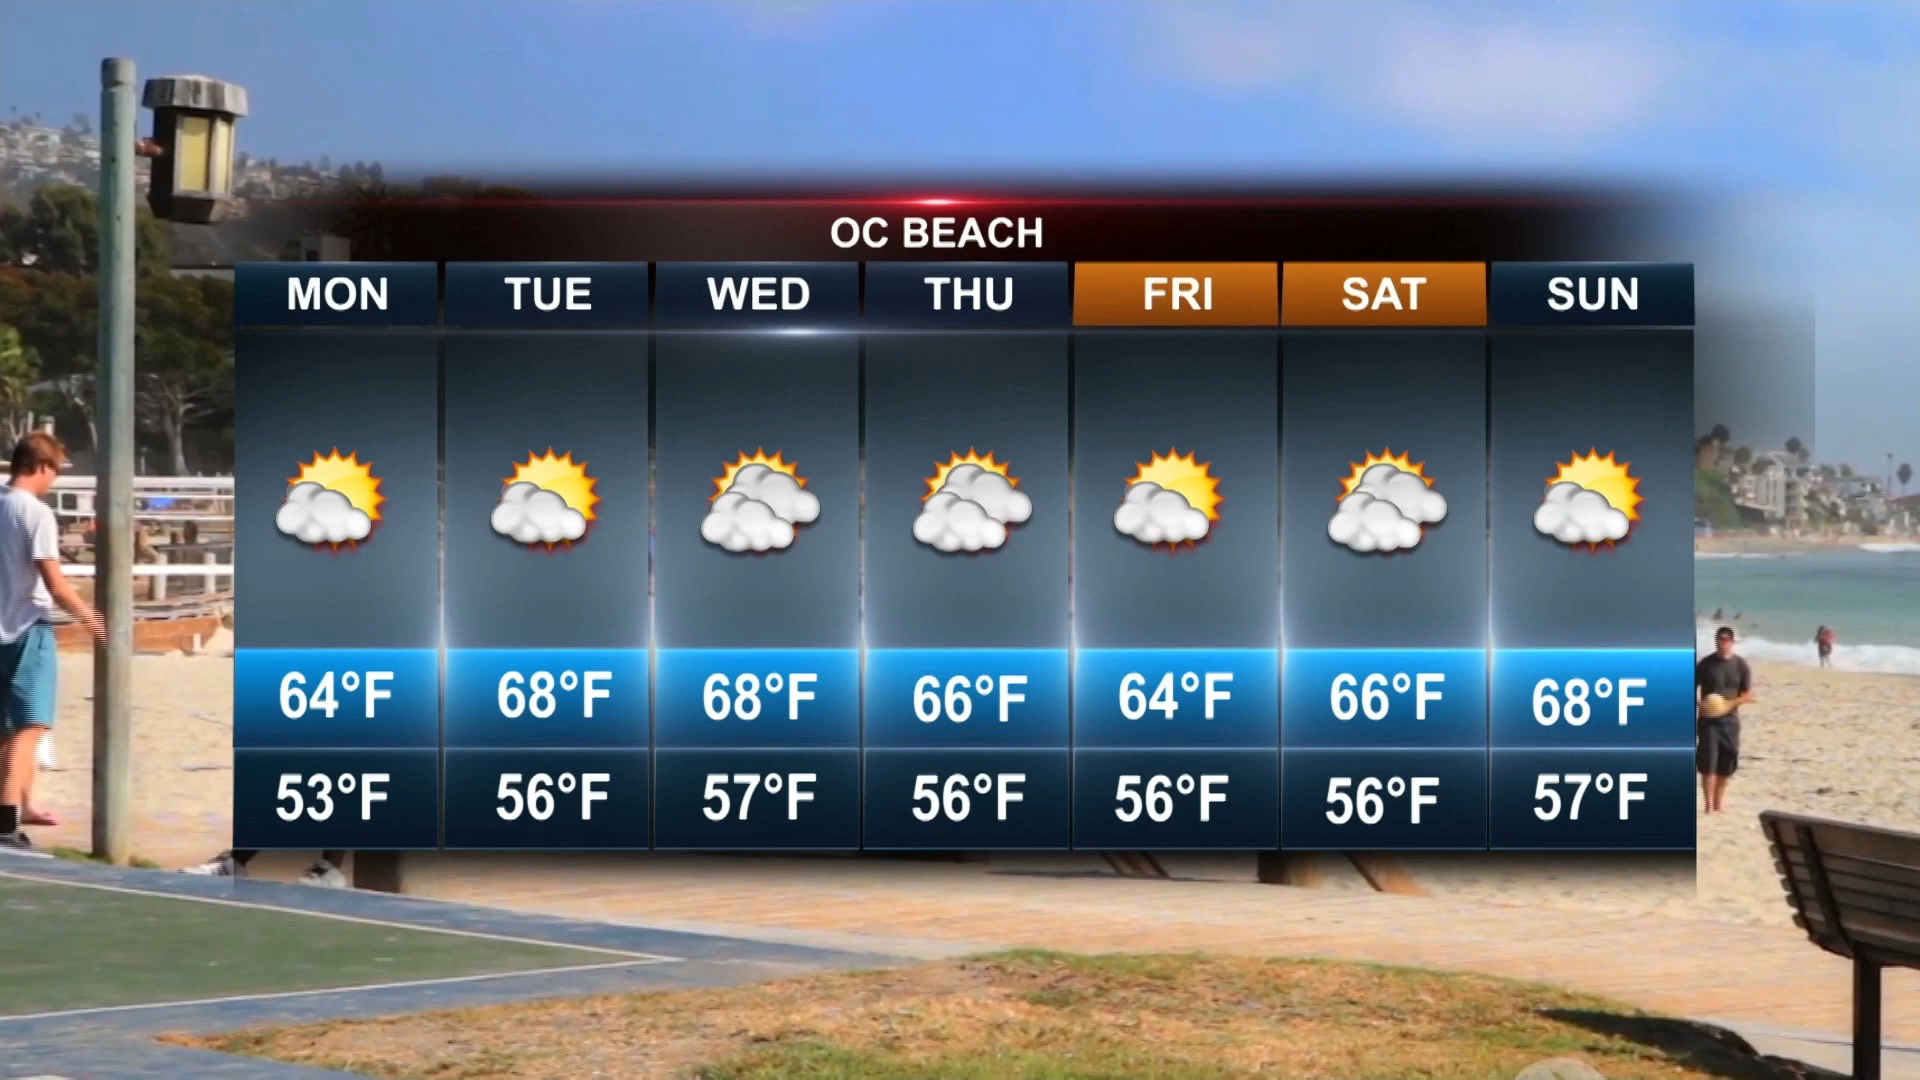 OC BEACH
MON TUE WED THU FRI SAT SUN
64°F 68°F 68°F 66°F 64°F 66°F 68°F
53°F 56°F 57°F 56°F 56°F 56°F 57°F